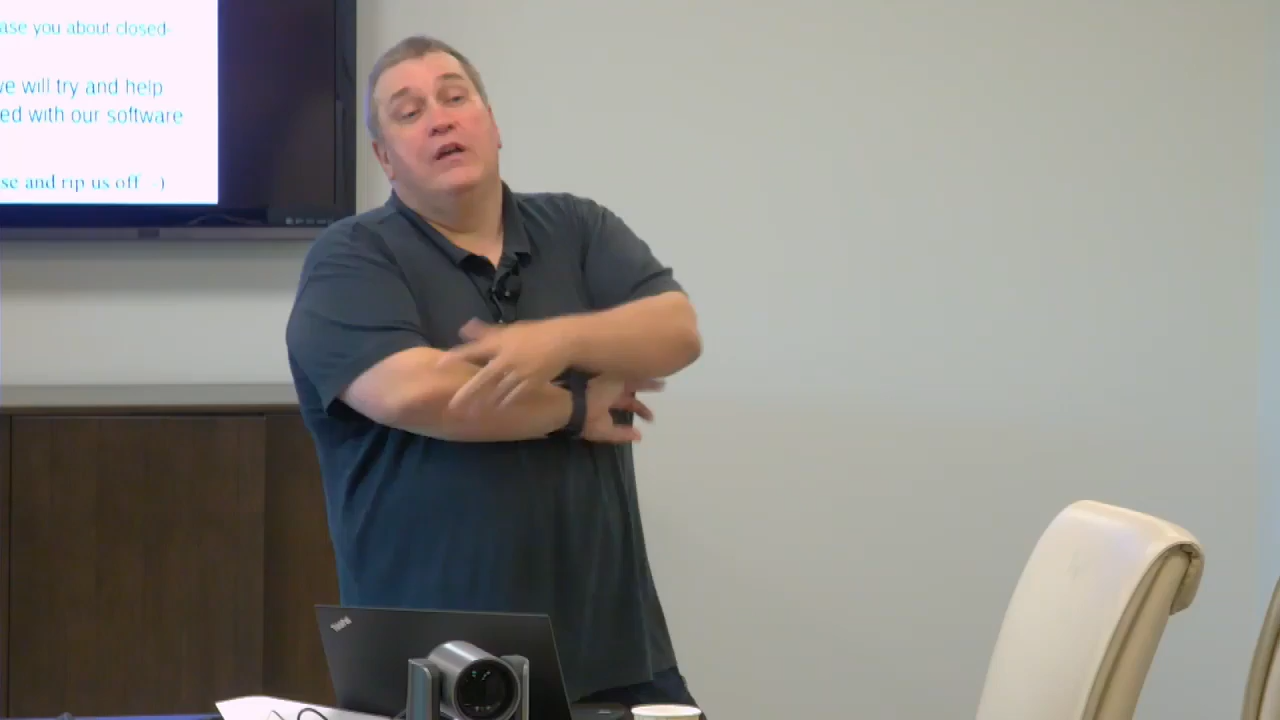 ase you about closed-
ve will try and help
ed with our software
se and rip us off :-)
ThinkPad